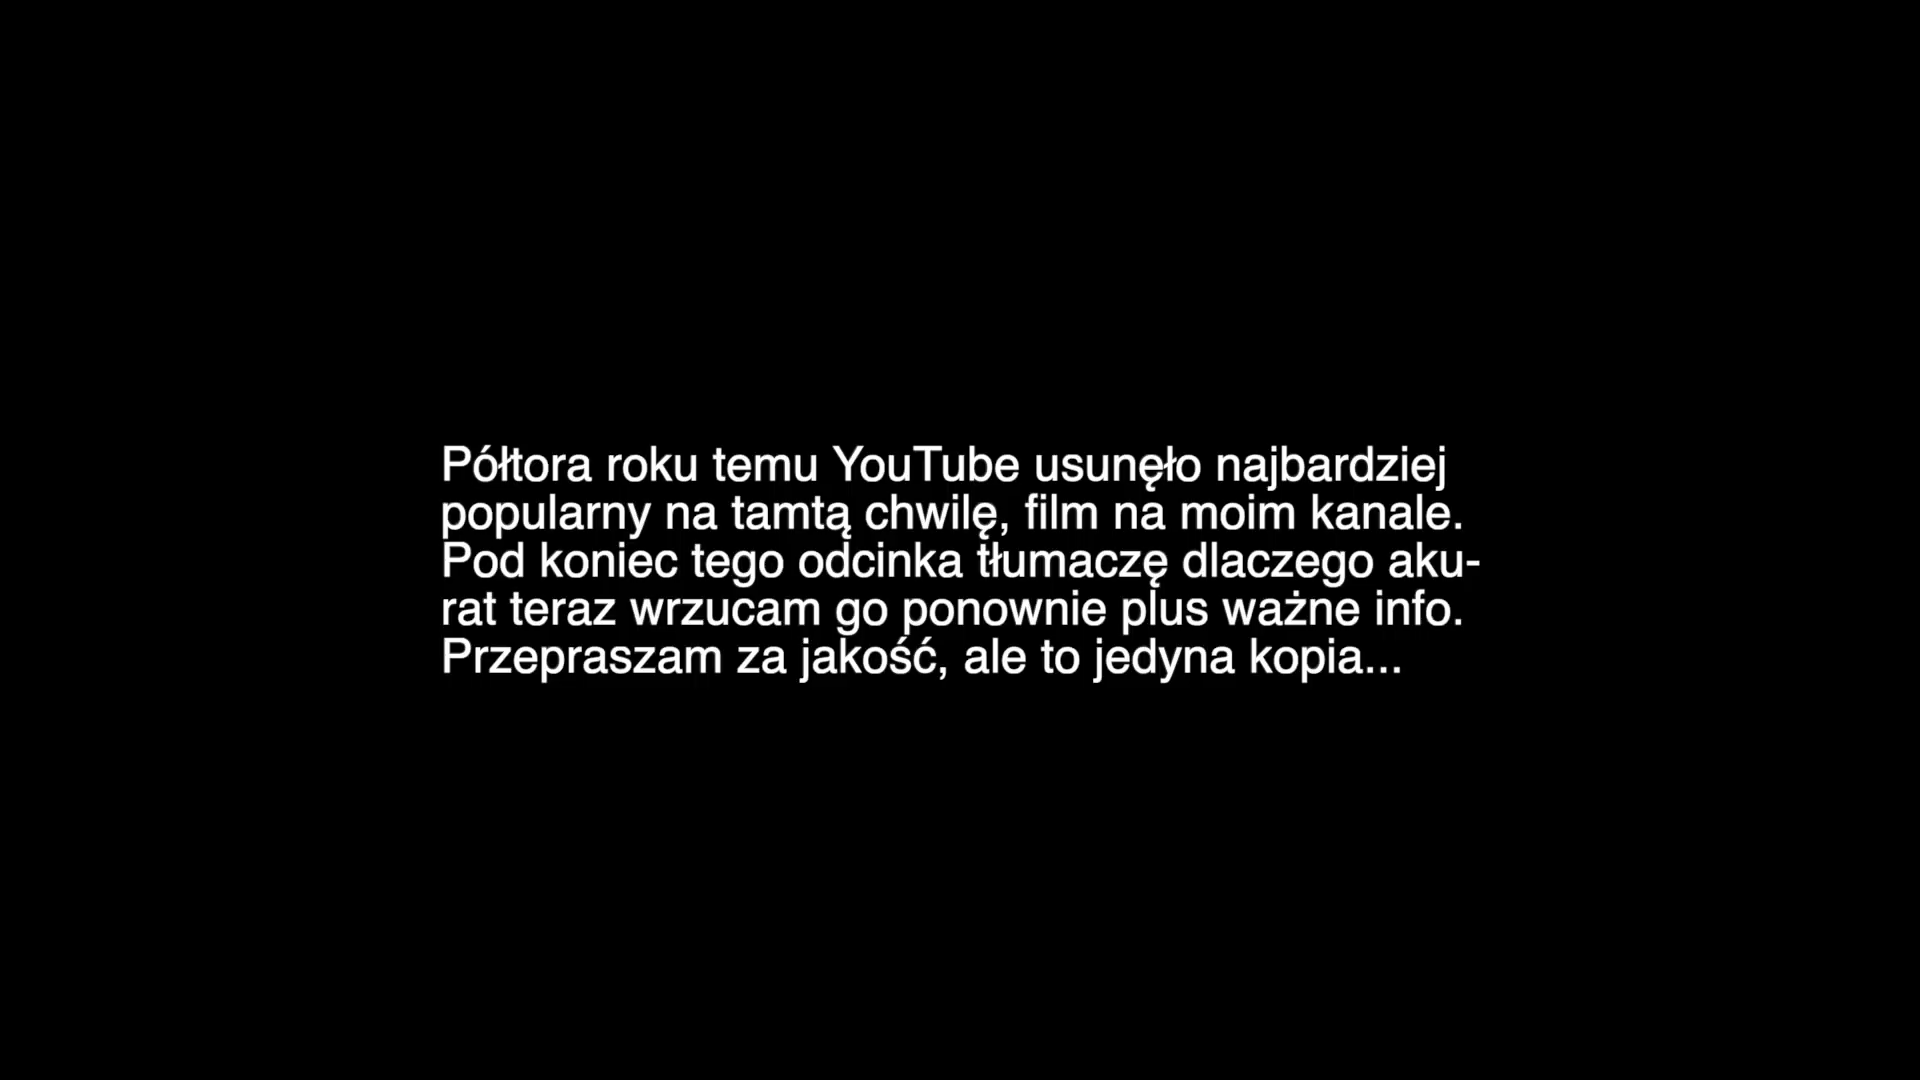 Półtora roku temu YouTube usunęło najbardziej
popularny na tamtą chwilę, film na moim kanale.
Pod koniec tego odcinka tłumaczę dlaczego aku-
rat teraz wrzucam go ponownie plus ważne info.
Przepraszam za jakość, ale to jedyna kopia...